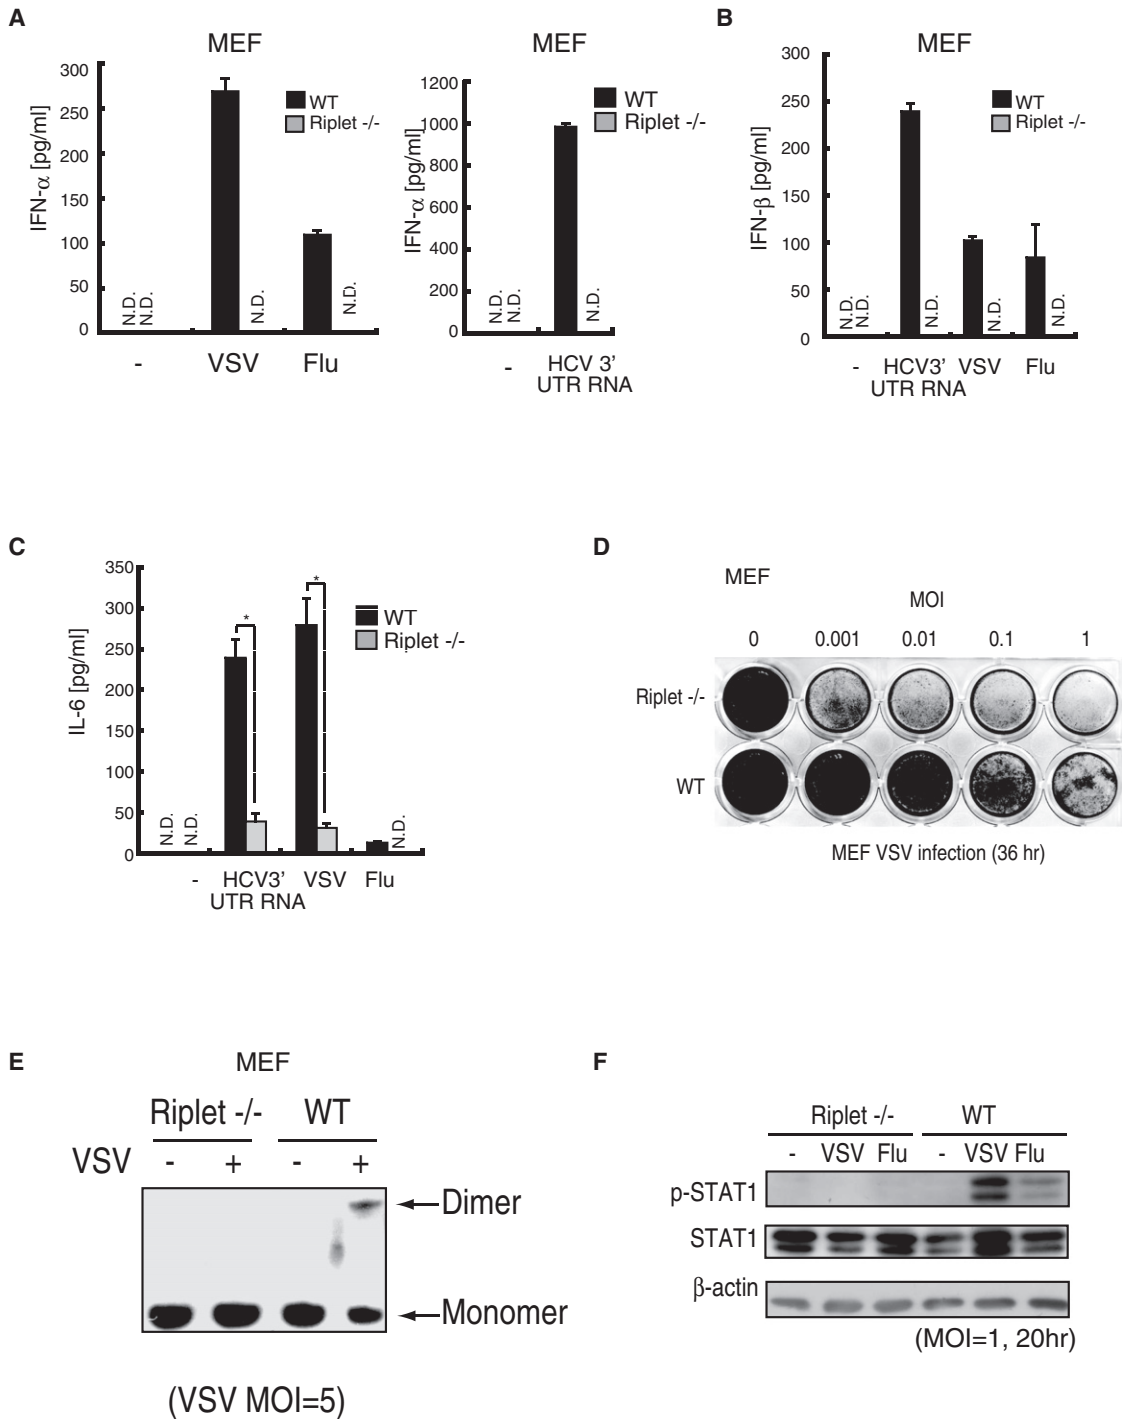 A
MEF
300
250
200
150
100
50
0
IFN-α [pg/ml]
WT
Riplet -/-
N.D.
N.D.
N.D.
N.D.
-
VSV
Flu
MEF
1200
1000
800
600
400
200
0
IFN-α [pg/ml]
WT
Riplet -/-
N.D.
N.D.
N.D.
-
HCV 3'
UTR RNA
B
MEF
300
250
200
150
100
50
0
IFN-β [pg/ml]
WT
Riplet -/-
N.D.
N.D.
N.D.
N.D.
N.D.
-
HCV3'
UTR RNA
VSV
Flu
C
350
300
250
200
150
100
50
0
IL-6 [pg/ml]
*
*
WT
Riplet -/-
N.D.
N.D.
N.D.
-
HCV3'
UTR RNA
VSV
Flu
D
MEF
MOI
0 0.001 0.01 0.1 1
Riplet -/-
WT
MEF VSV infection (36 hr)
E
MEF
Riplet -/- WT
VSV - + - +
Dimer
Monomer
(VSV MOI=5)
F
Riplet -/- WT
- VSV Flu - VSV Flu
p-STAT1
STAT1
β-actin
(MOI=1, 20hr)